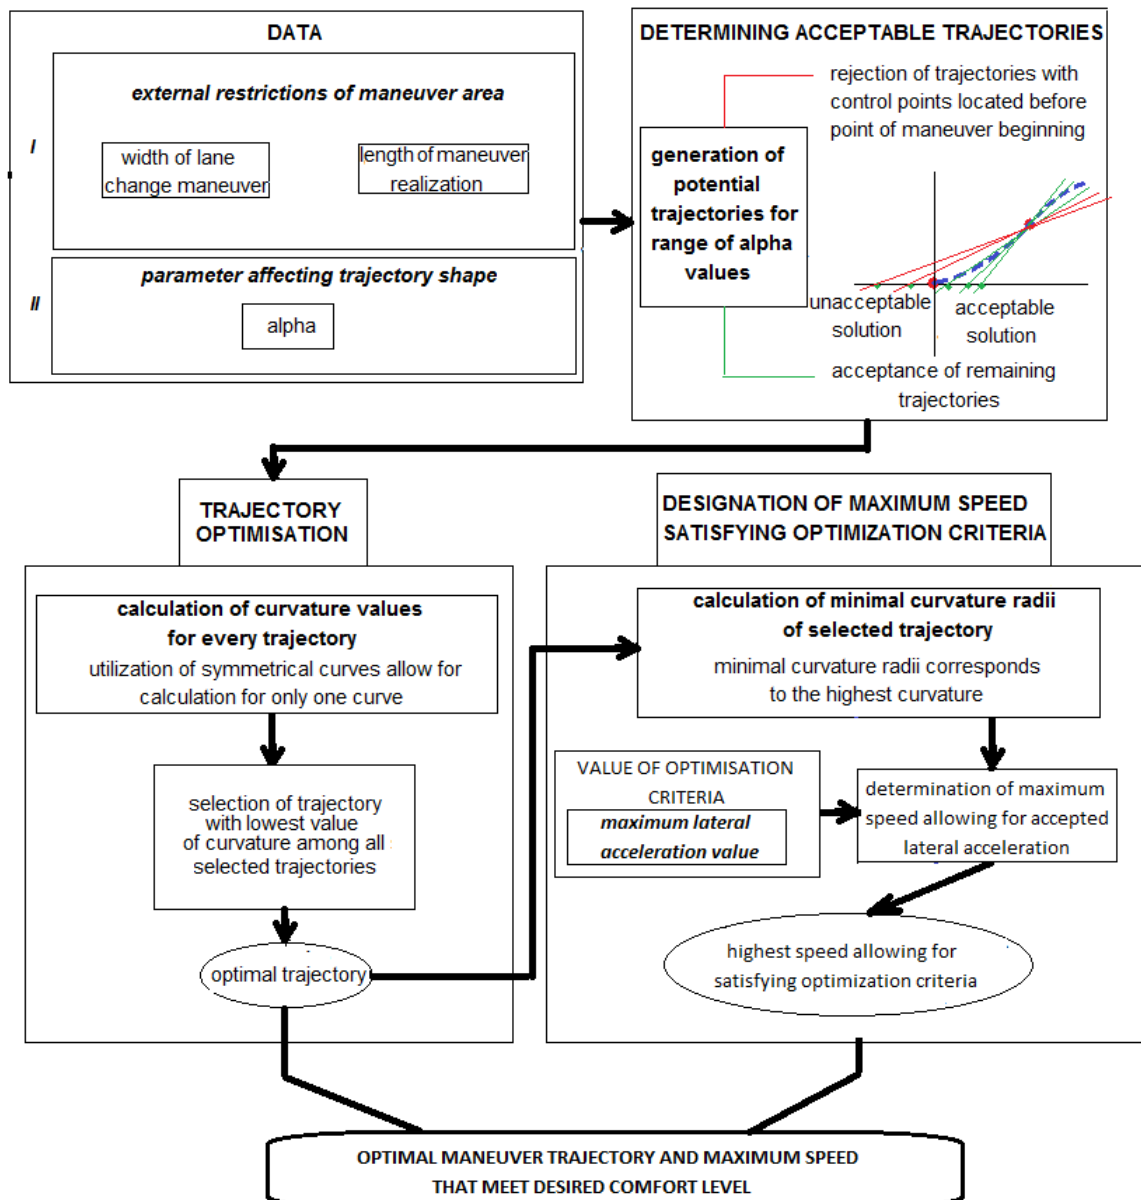 DATA
external restrictions of maneuver area
I
width of lane
change maneuver
length of maneuver
realization
parameter affecting trajectory shape
II
alpha
DETERMINING ACCEPTABLE TRAJECTORIES
rejection of trajectories with
control points located before
point of maneuver beginning
generation of
potential
trajectories for
range of alpha
values
unacceptable
solution
acceptable
solution
acceptance of remaining
trajectories
TRAJECTORY
OPTIMISATION
calculation of curvature values
for every trajectory
utilization of symmetrical curves allow for
calculation for only one curve
selection of trajectory
with lowest value
of curvature among all
selected trajectories
optimal trajectory
DESIGNATION OF MAXIMUM SPEED
SATISFYING OPTIMIZATION CRITERIA
calculation of minimal curvature radii
of selected trajectory
minimal curvature radii corresponds
to the highest curvature
VALUE OF OPTIMISATION
CRITERIA
maximum lateral
acceleration value
determination of maximum
speed allowing for accepted
lateral acceleration
highest speed allowing for
satisfying optimization criteria
OPTIMAL MANEUVER TRAJECTORY AND MAXIMUM SPEED
THAT MEET DESIRED COMFORT LEVEL